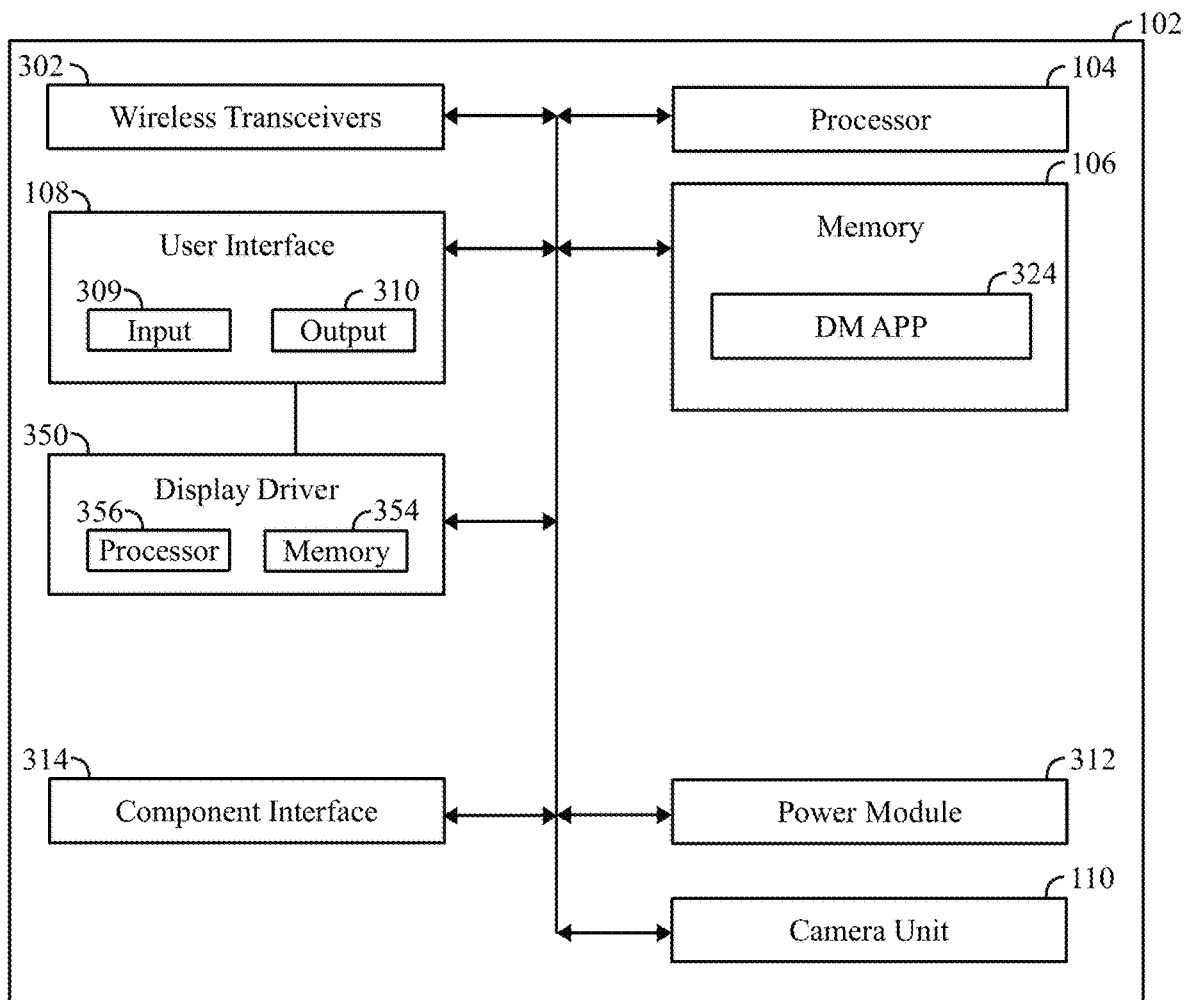 102
302
Wireless Transceivers
104
Processor
108
User Interface
309
Input
310
Output
106
Memory
324
DM APP
350
Display Driver
356
Processor
354
Memory
314
Component Interface
312
Power Module
110
Camera Unit